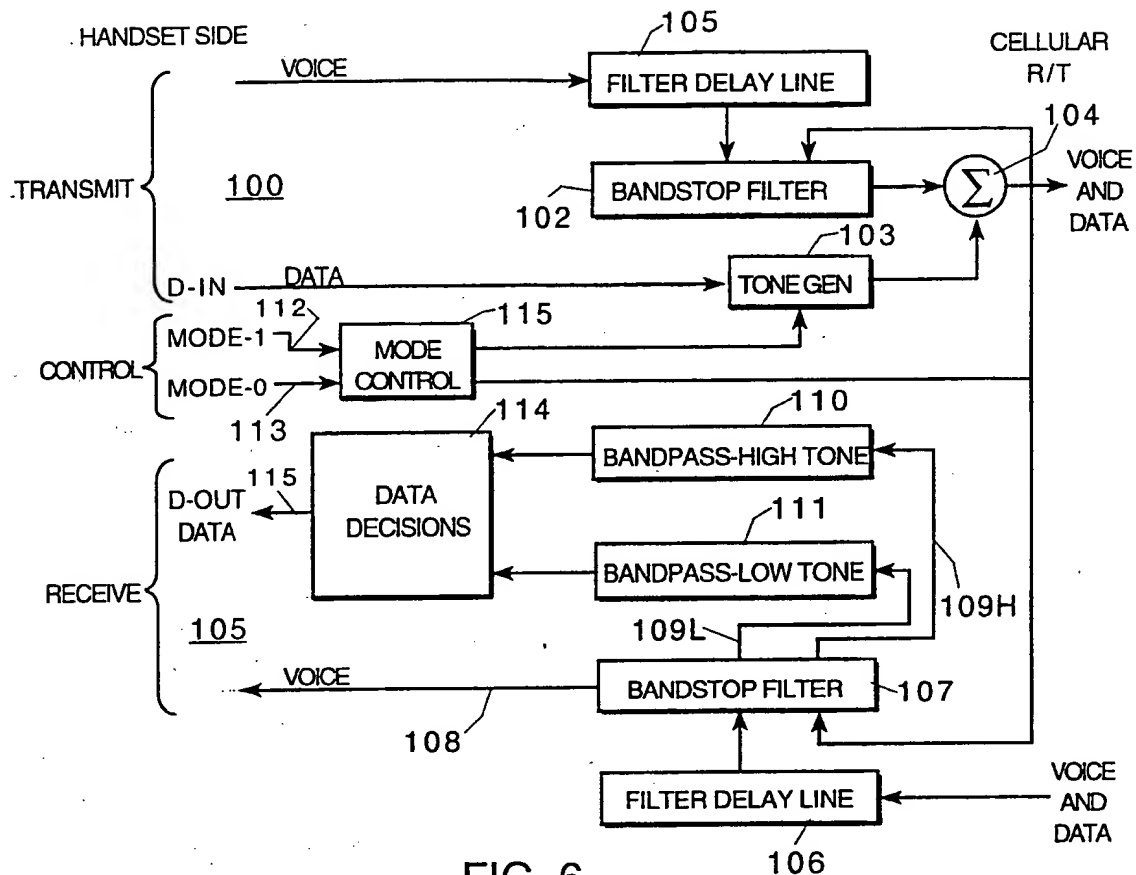 HANDSET SIDE
105
CELLULAR
R/T
VOICE
FILTER DELAY LINE
104
TRANSMIT
100
102
BANDSTOP FILTER
Σ
VOICE
AND
DATA
103
D-IN
DATA
TONE GEN
112
115
CONTROL
MODE-1
MODE-0
MODE
CONTROL
113
114
110
BANDPASS-HIGH TONE
115
D-OUT
DATA
DATA
DECISIONS
111
BANDPASS-LOW TONE
RECEIVE
105
109L
109H
VOICE
BANDSTOP FILTER
107
108
FILTER DELAY LINE
VOICE
AND
DATA
106
FIG. 6